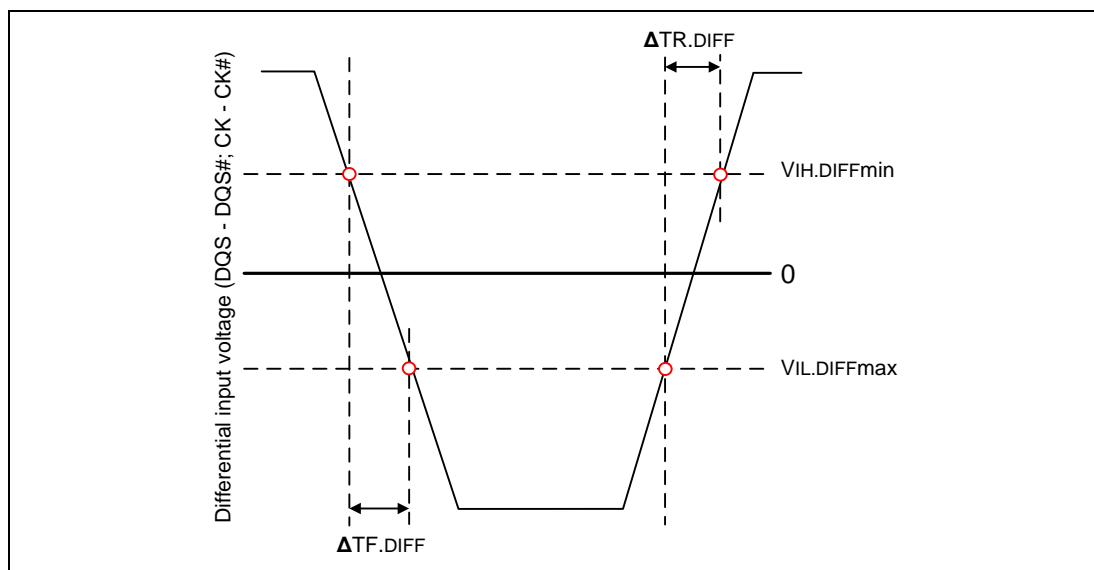 Differential input voltage (DQS - DQS#; CK - CK#)
ΔTR.DIFF
VIH.DIFFmin
0
VIL.DIFFmax
ΔTF.DIFF